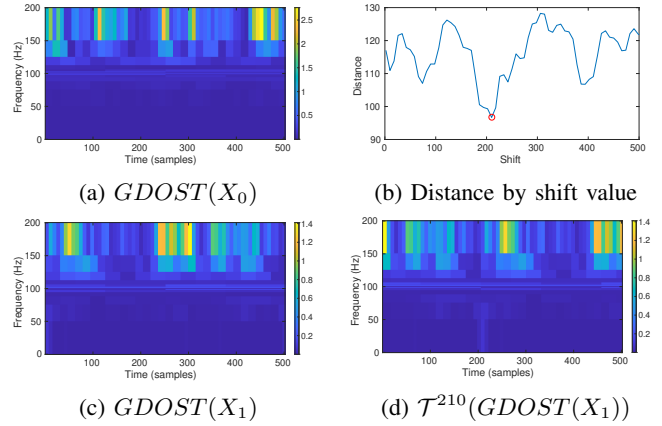 200
150
100
50
0
Frequency (Hz)
100 200 300 400 500
Time (samples)
2.5
2
1.5
1
0.5
(a) GDOST(X₀)
130
120
110
100
90
Distance
0 100 200 300 400 500
Shift
(b) Distance by shift value
200
150
100
50
0
Frequency (Hz)
100 200 300 400 500
Time (samples)
1.4
1.2
1
0.8
0.6
0.4
0.2
(c) GDOST(X₁)
200
150
100
50
0
Frequency (Hz)
100 200 300 400 500
Time (samples)
1.4
1.2
1
0.8
0.6
0.4
0.2
(d) 𝒯²¹⁰(GDOST(X₁))